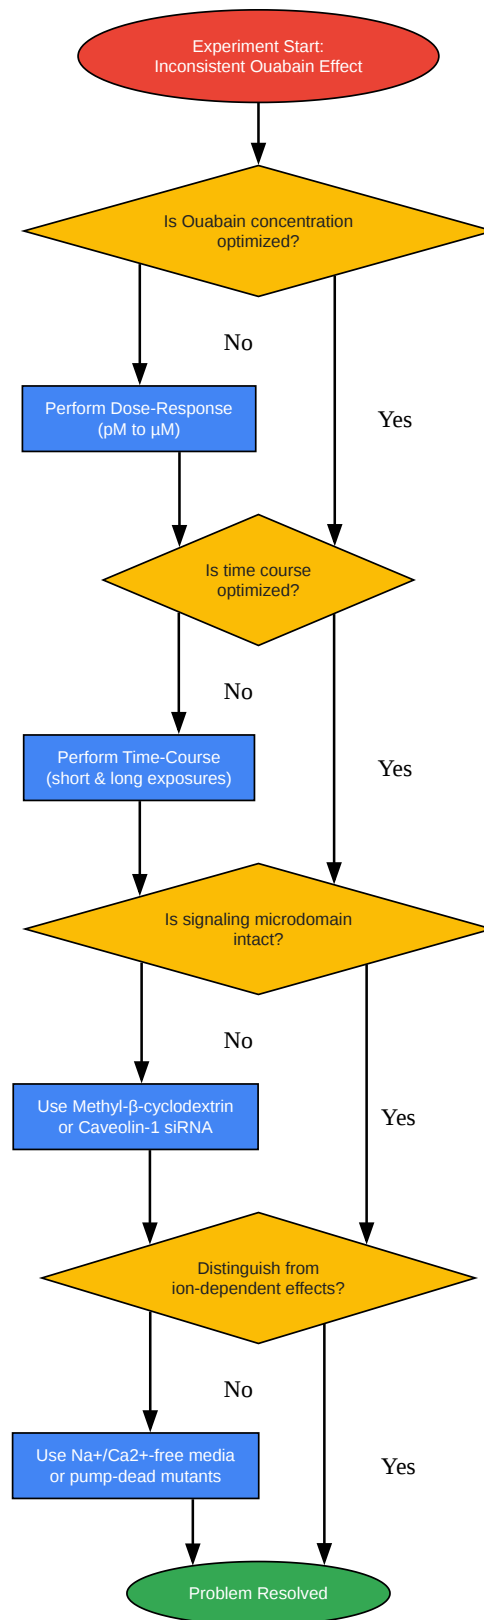 Experiment Start:
Inconsistent Ouabain Effect
Is Ouabain concentration
optimized?
No
Yes
Perform Dose-Response
(pM to µM)
Is time course
optimized?
No
Yes
Perform Time-Course
(short & long exposures)
Is signaling microdomain
intact?
No
Yes
Use Methyl-β-cyclodextrin
or Caveolin-1 siRNA
Distinguish from
ion-dependent effects?
No
Yes
Use Na+/Ca2+-free media
or pump-dead mutants
Problem Resolved